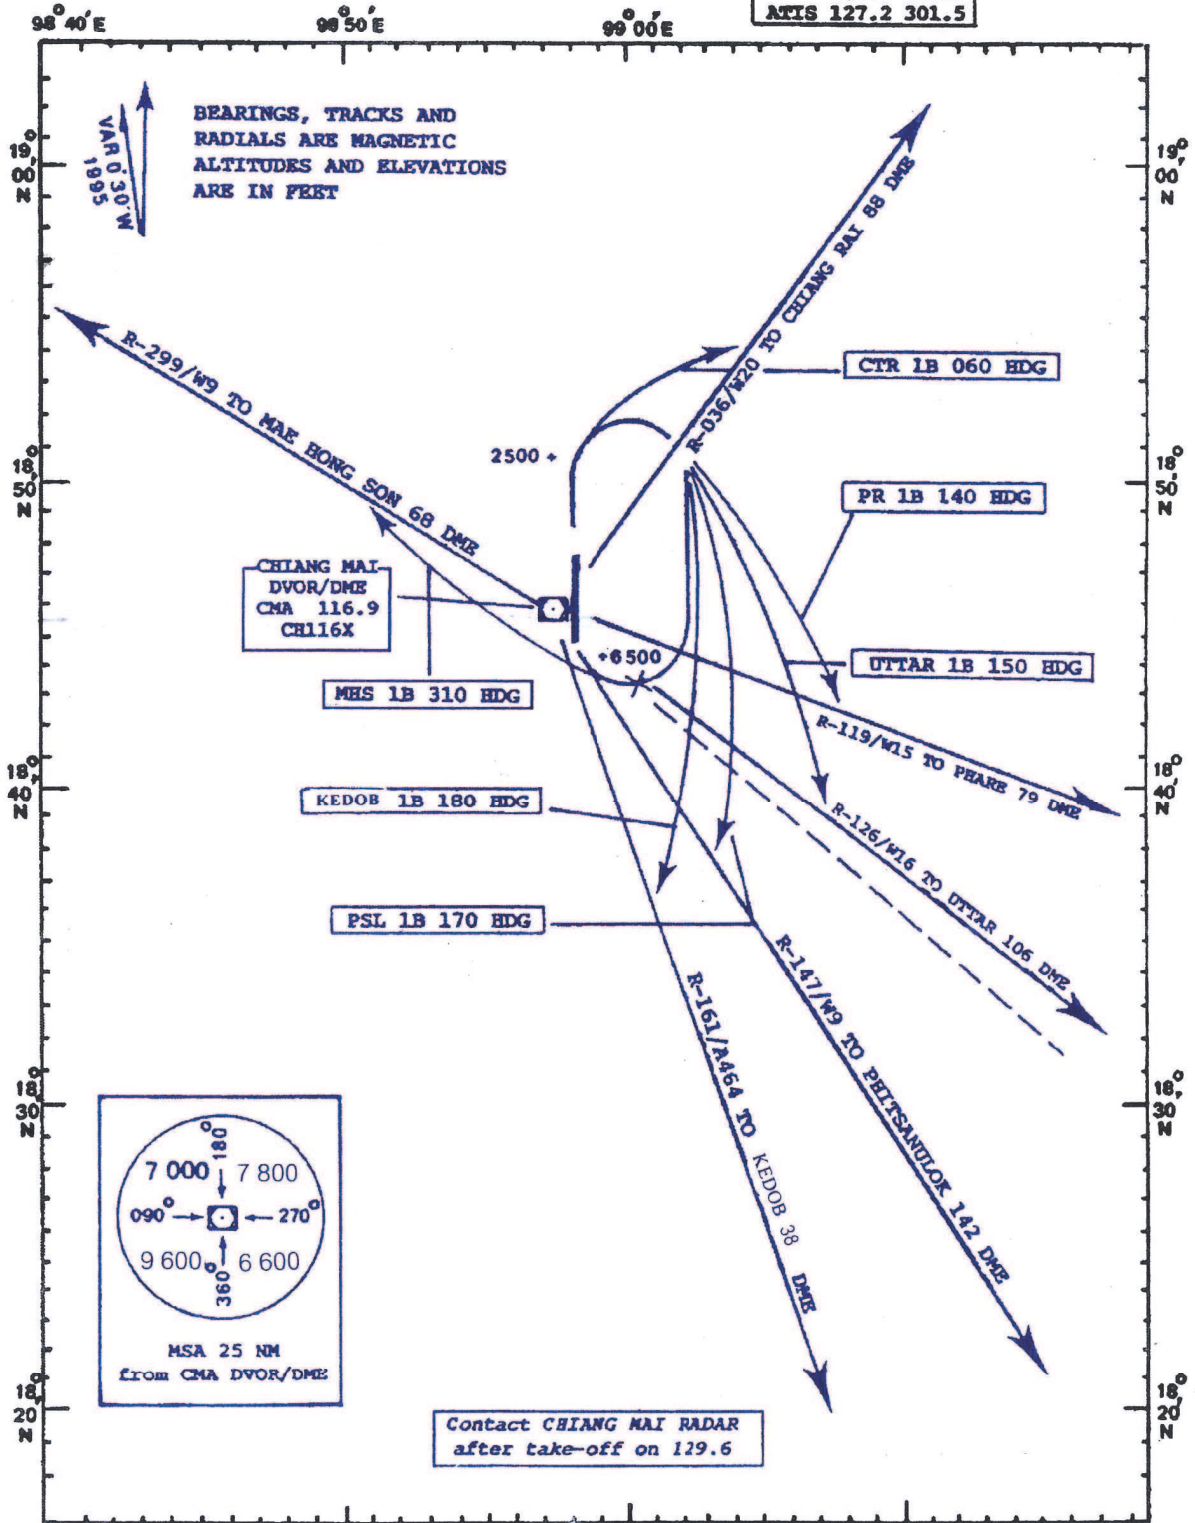 ATIS 127.2 301.5
98° 40' E
98° 50' E
99° 00' E
BEARINGS, TRACKS AND
RADIALS ARE MAGNETIC
ALTITUDES AND ELEVATIONS
ARE IN FEET
VAR 0°30'W
1995
19°
00'
N
19°
00'
N
R-036/W20 TO CHIANG RAI 88 DME
R-299/W9 TO MAE HONG SON 68 DME
CTR 1B 060 HDG
2500 +
18°
50'
N
18°
50'
N
PR 1B 140 HDG
CHIANG MAI
DVOR/DME
CMA 116.9
CH116X
+6500
UTTAR 1B 150 HDG
MHS 1B 310 HDG
R-119/W15 TO PHARE 79 DME
18°
40'
N
18°
40'
N
KEDOB 1B 180 HDG
R-126/W16 TO UTTAR 106 DME
PSL 1B 170 HDG
R-147/W9 TO PHITSANULOK 142 DME
R-161/A464 TO KEDOB 38 DME
18°
30'
N
18°
30'
N
180°
7 000 7 800
090° 270°
9 600 6 600
360°
MSA 25 NM
from CMA DVOR/DME
18°
20'
N
18°
20'
N
Contact CHIANG MAI RADAR
after take-off on 129.6